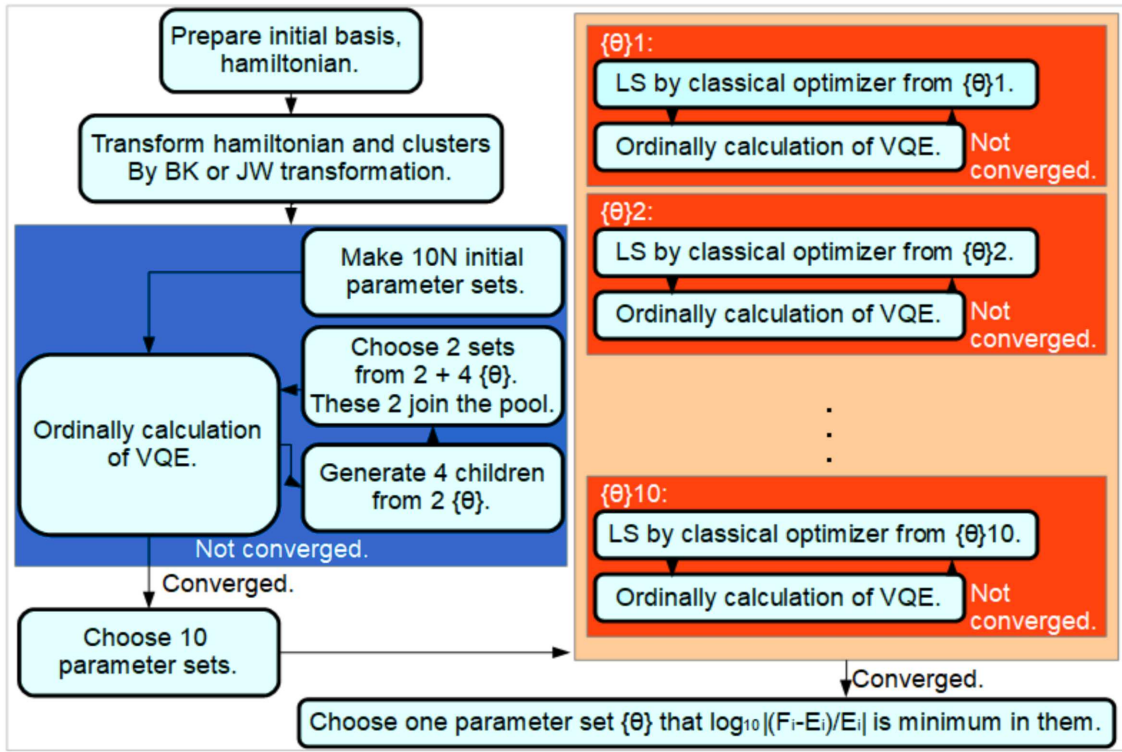 Prepare initial basis,
hamiltonian.
Transform hamiltonian and clusters
By BK or JW transformation.
Make 10N initial
parameter sets.
Choose 2 sets
from 2 + 4 {θ}.
These 2 join the pool.
Ordinally calculation
of VQE.
Generate 4 children
from 2 {θ}.
Not converged.
Converged.
Choose 10
parameter sets.
{θ}1:
LS by classical optimizer from {θ}1.
Ordinally calculation of VQE.
Not
converged.
{θ}2:
LS by classical optimizer from {θ}2.
Ordinally calculation of VQE.
Not
converged.
.
.
.
{θ}10:
LS by classical optimizer from {θ}10.
Ordinally calculation of VQE.
Not
converged.
Converged.
Choose one parameter set {θ} that log₁₀|(Fᵢ-Eᵢ)/Eᵢ| is minimum in them.